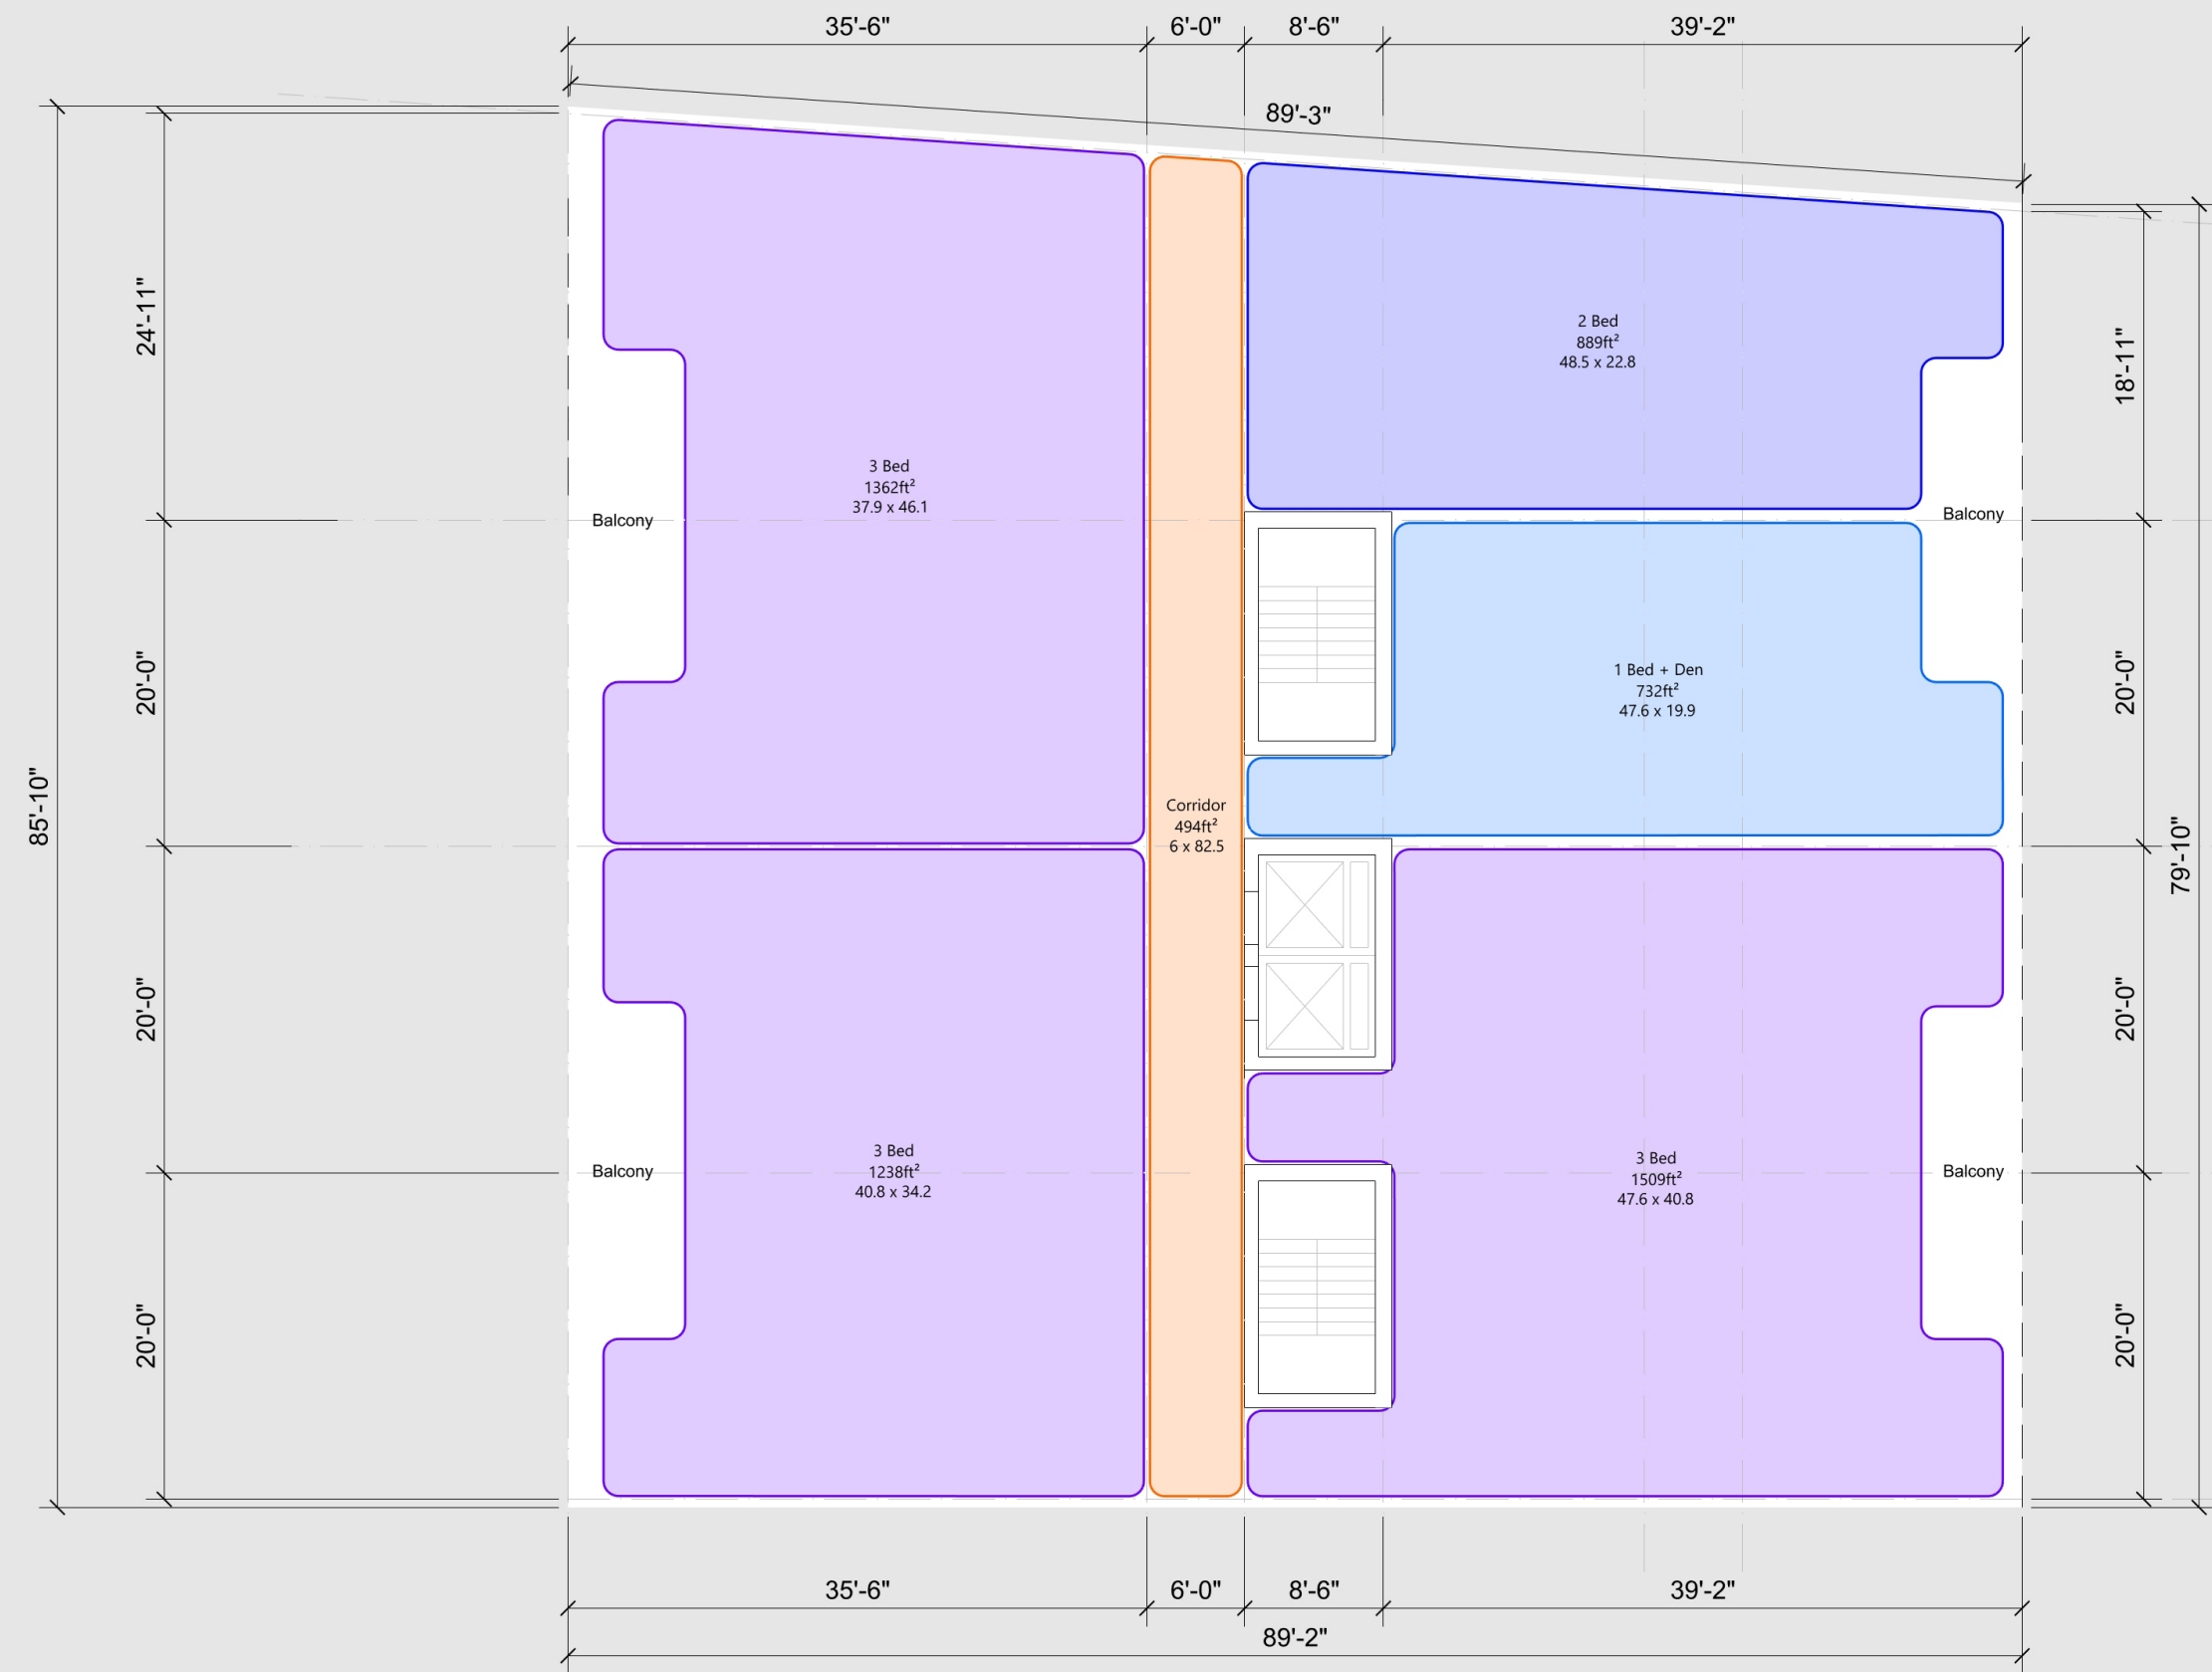 35'-6"
6'-0"
8'-6"
39'-2"
89'-3"
24'-11"
20'-0"
20'-0"
20'-0"
85'-10"
18'-11"
20'-0"
20'-0"
20'-0"
79'-10"
3 Bed
1362ft²
37.9 x 46.1
Balcony
2 Bed
889ft²
48.5 x 22.8
Balcony
1 Bed + Den
732ft²
47.6 x 19.9
Corridor
494ft²
6 x 82.5
3 Bed
1238ft²
40.8 x 34.2
Balcony
3 Bed
1509ft²
47.6 x 40.8
Balcony
35'-6"
6'-0"
8'-6"
39'-2"
89'-2"